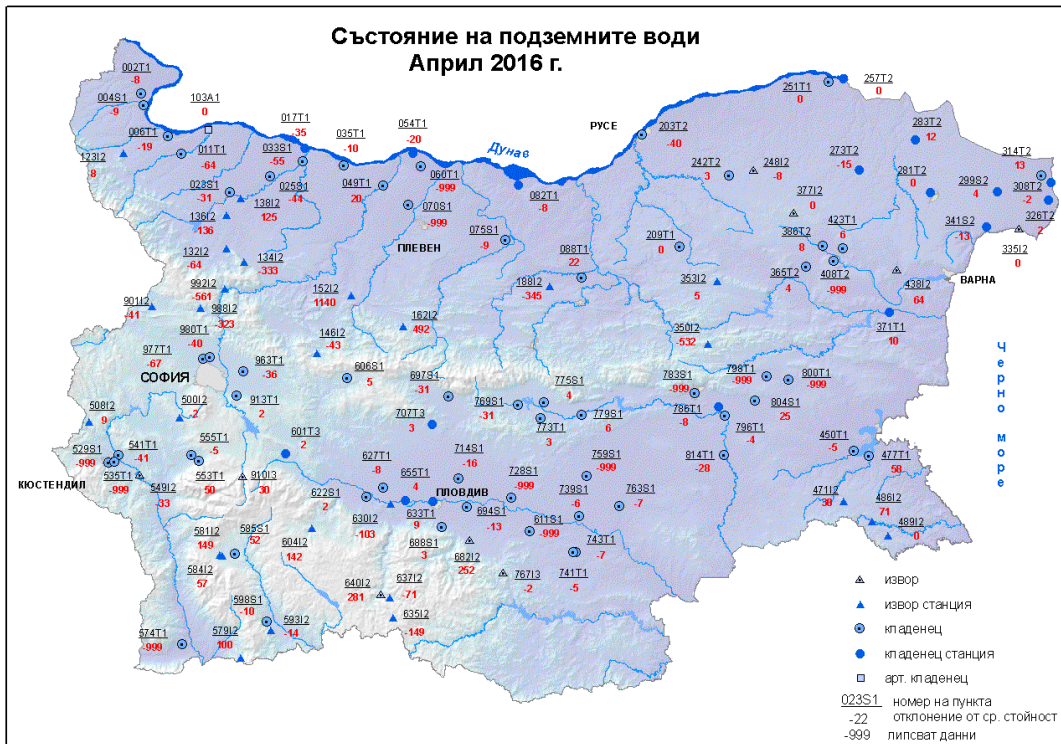 Състояние на подземните води
Април 2016 г.
002T1
-8
004S1
-9
103A1
0
017T1
-35
035T1
-10
054T1
-20
006T1
-19
011T1
-64
033S1
-55
123I2
8
023S1
-31
025S1
-44
049T1
20
060T1
-999
Дунав
РУСЕ
203T2
-40
251T1
0
257T2
0
283T2
12
314T2
13
242T2
3
248I2
-8
273T2
-15
281T2
0
299S2
4
308T2
-2
326T2
2
082T1
-8
136I2
136
138I2
125
070S1
-999
ПЛЕВЕН
075S1
-9
377I2
0
423T1
6
386T2
8
341S2
-13
335I2
0
132I2
-64
134I2
-333
088T1
22
209T1
0
365T2
4
408T2
-999
ВАРНА
438I2
64
992I2
-561
152I2
1140
188I2
-345
353I2
5
901I2
-41
988I2
-323
162I2
492
350I2
-532
371T1
10
980T1
-40
146I2
-43
977T1
-67
СОФИЯ
963T1
-36
606S1
5
697S1
-31
769S1
-31
775S1
4
783S1
-999
798T1
-999
800T1
-999
Черно море
508I2
9
500I2
2
913T1
2
707T3
3
773T1
3
779S1
6
786T1
-8
804S1
25
796T1
-4
529S1
-999
541T1
-41
555T1
-5
601T3
2
627T1
-8
714S1
-16
759S1
-999
814T1
-28
450T1
-5
477T1
58
КЮСТЕНДИЛ
535T1
-999
549I2
33
553T1
50
910I3
30
622S1
2
655T1
4
ПЛОВДИВ
728S1
-999
739S1
-6
763S1
-7
471I2
38
486I2
71
489I2
0
581I2
149
585S1
52
604I2
142
630I2
-103
633T1
9
694S1
-13
611S1
-999
688S1
3
682I2
252
743T1
-7
584I2
57
640I2
281
637I2
-71
767I3
-2
741T1
-5
598S1
-10
593I2
-14
635I2
-149
574T1
-999
579I2
100
извор
извор станция
кладенец
кладенец станция
арт. кладенец
023S1 номер на пункта
-22 отклонение от ср. стойност
-999 липсват данни